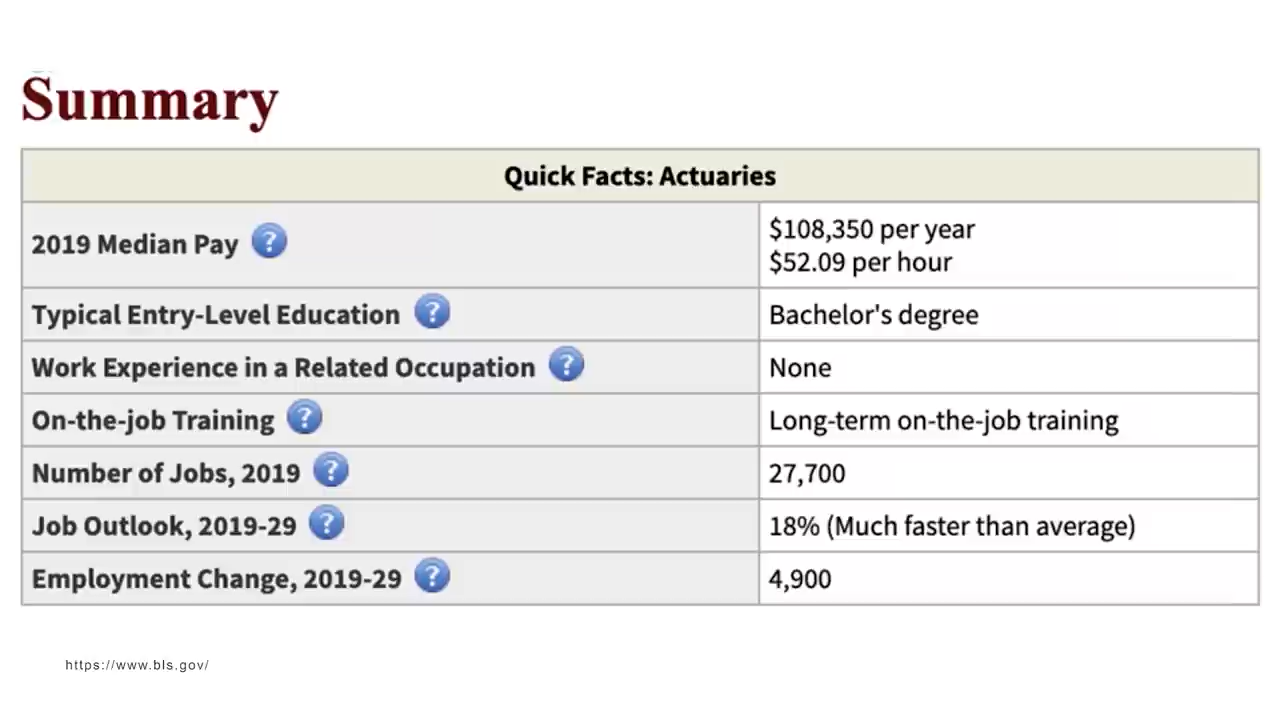 Summary
Quick Facts: Actuaries
2019 Median Pay ?
$108,350 per year
$52.09 per hour
Typical Entry-Level Education ?
Bachelor's degree
Work Experience in a Related Occupation ?
None
On-the-job Training ?
Long-term on-the-job training
Number of Jobs, 2019 ?
27,700
Job Outlook, 2019-29 ?
18% (Much faster than average)
Employment Change, 2019-29 ?
4,900
https://www.bls.gov/